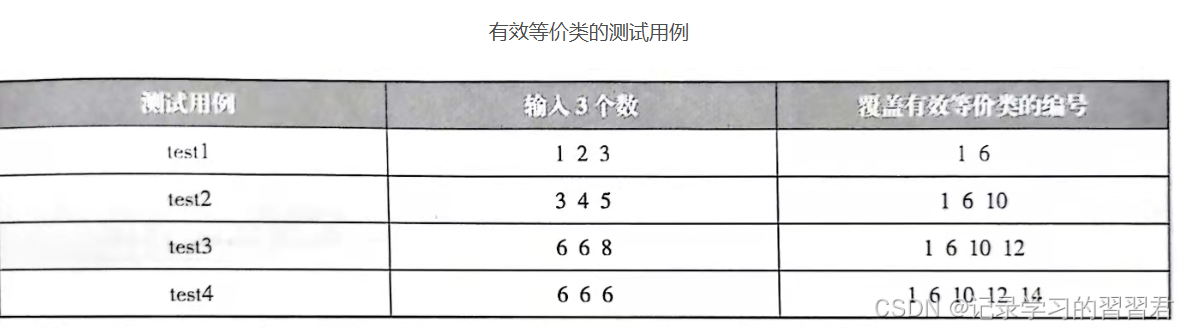 有效等价类的测试用例
测试用例 输入 3 个数 覆盖有效等价类的编号
test1 1 2 3 1 6
test2 3 4 5 1 6 10
test3 6 6 8 1 6 10 12
test4 6 6 6 1 6 10 12 14
CSDN @记录学习的習習君